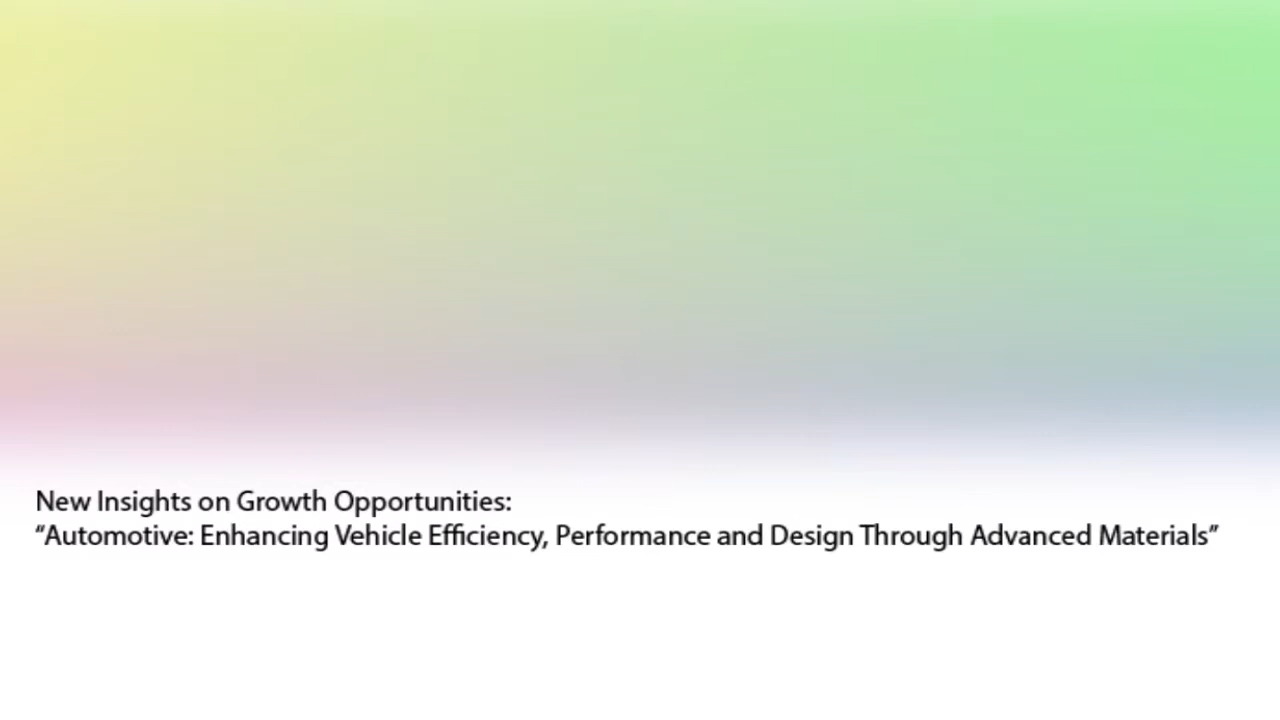 New Insights on Growth Opportunities:
“Automotive: Enhancing Vehicle Efficiency, Performance and Design Through Advanced Materials”